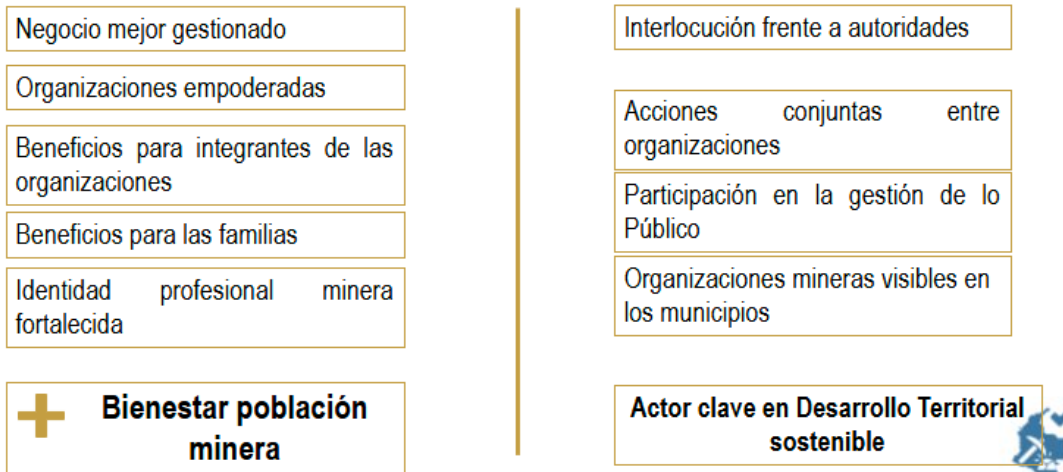 Negocio mejor gestionado
Organizaciones empoderadas
Beneficios para integrantes de las
organizaciones
Beneficios para las familias
Identidad profesional minera
fortalecida
+ Bienestar población
minera
Interlocución frente a autoridades
Acciones conjuntas entre
organizaciones
Participación en la gestión de lo
Público
Organizaciones mineras visibles en
los municipios
Actor clave en Desarrollo Territorial
sostenible